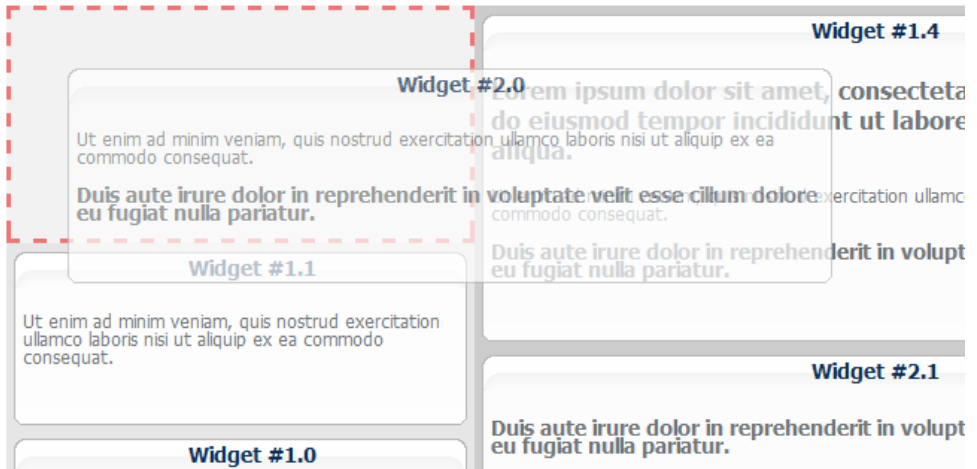 Widget #2.0
Ut enim ad minim veniam, quis nostrud exercitation ullamco laboris nisi ut aliquip ex ea
commodo consequat.
Duis aute irure dolor in reprehenderit in voluptate velit esse cillum dolore
eu fugiat nulla pariatur.
Widget #1.1
Ut enim ad minim veniam, quis nostrud exercitation
ullamco laboris nisi ut aliquip ex ea commodo
consequat.
Widget #1.0
Widget #1.4
Lorem ipsum dolor sit amet, consecteta
do eiusmod tempor incididunt ut labore
aliqua.
exercitation ullamco
commodo consequat.
Duis aute irure dolor in reprehenderit in volupt
eu fugiat nulla pariatur.
Widget #2.1
Duis aute irure dolor in reprehenderit in volupt
eu fugiat nulla pariatur.